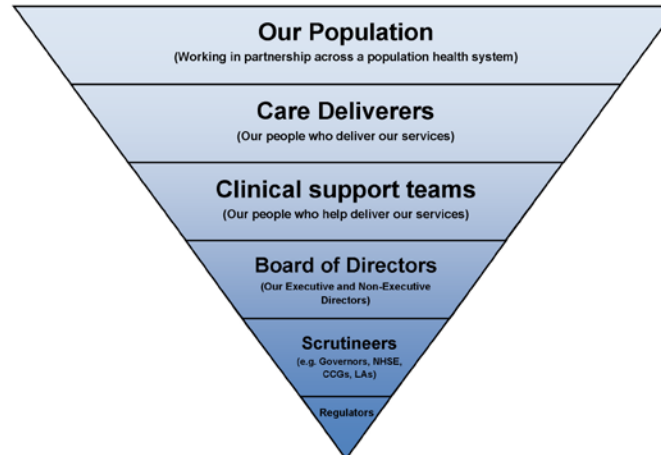 Our Population
(Working in partnership across a population health system)
Care Deliverers
(Our people who deliver our services)
Clinical support teams
(Our people who help deliver our services)
Board of Directors
(Our Executive and Non-Executive
Directors)
Scrutineers
(e.g. Governors, NHSE,
CCGs, LAs)
Regulators